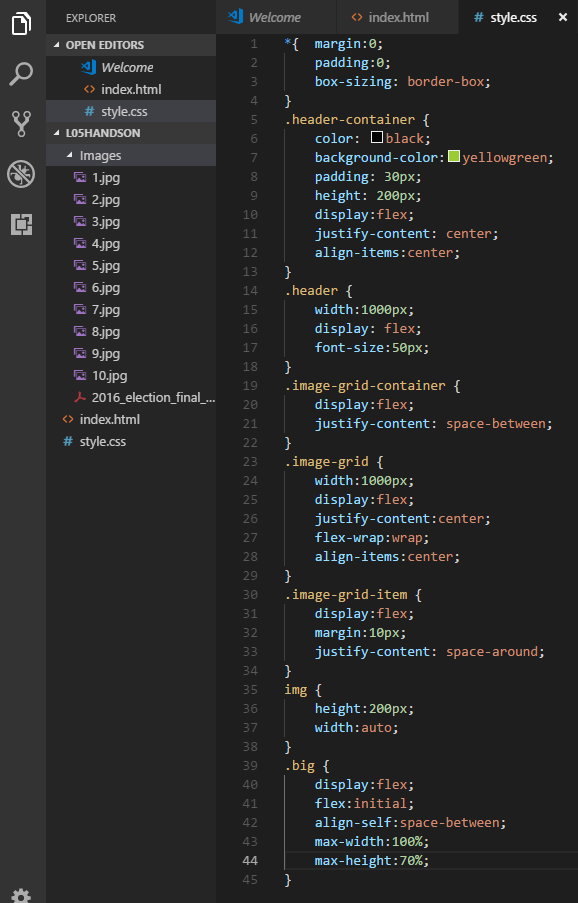 EXPLORER
OPEN EDITORS
Welcome
index.html
style.css
L05HANDSON
Images
1.jpg
2.jpg
3.jpg
4.jpg
5.jpg
6.jpg
7.jpg
8.jpg
9.jpg
10.jpg
2016_election_final_...
index.html
style.css
Welcome index.html style.css
1 *{  margin:0;
2     padding:0;
3     box-sizing: border-box;
4 }
5 .header-container {
6     color: black;
7     background-color:yellowgreen;
8     padding: 30px;
9     height: 200px;
10     display:flex;
11     justify-content: center;
12     align-items:center;
13 }
14 .header {
15     width:1000px;
16     display: flex;
17     font-size:50px;
18 }
19 .image-grid-container {
20     display:flex;
21     justify-content: space-between;
22 }
23 .image-grid {
24     width:1000px;
25     display:flex;
26     justify-content:center;
27     flex-wrap:wrap;
28     align-items:center;
29 }
30 .image-grid-item {
31     display:flex;
32     margin:10px;
33     justify-content: space-around;
34 }
35 img {
36     height:200px;
37     width:auto;
38 }
39 .big {
40     display:flex;
41     flex:initial;
42     align-self:space-between;
43     max-width:100%;
44     max-height:70%;
45 }